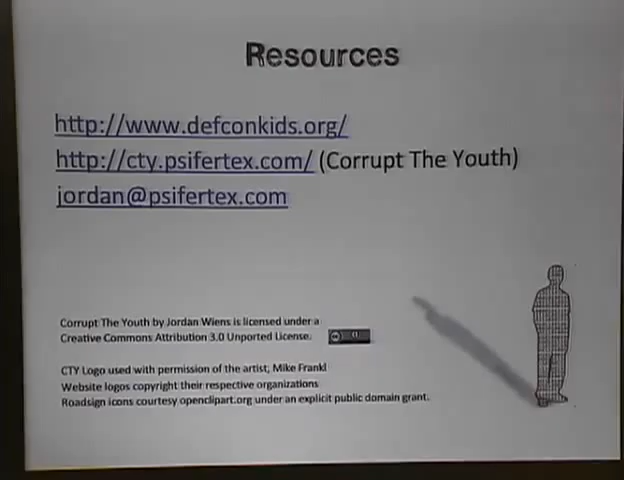 Resources
http://www.defconkids.org/
http://cty.psifertex.com/ (Corrupt The Youth)
jordan@psifertex.com
Corrupt The Youth by Jordan Wiens is licensed under a
Creative Commons Attribution 3.0 Unported License.
CTY Logo used with permission of the artist, Mike Frankl
Website logos copyright their respective organizations
Roadsign icons courtesy openclipart.org under an explicit public domain grant.